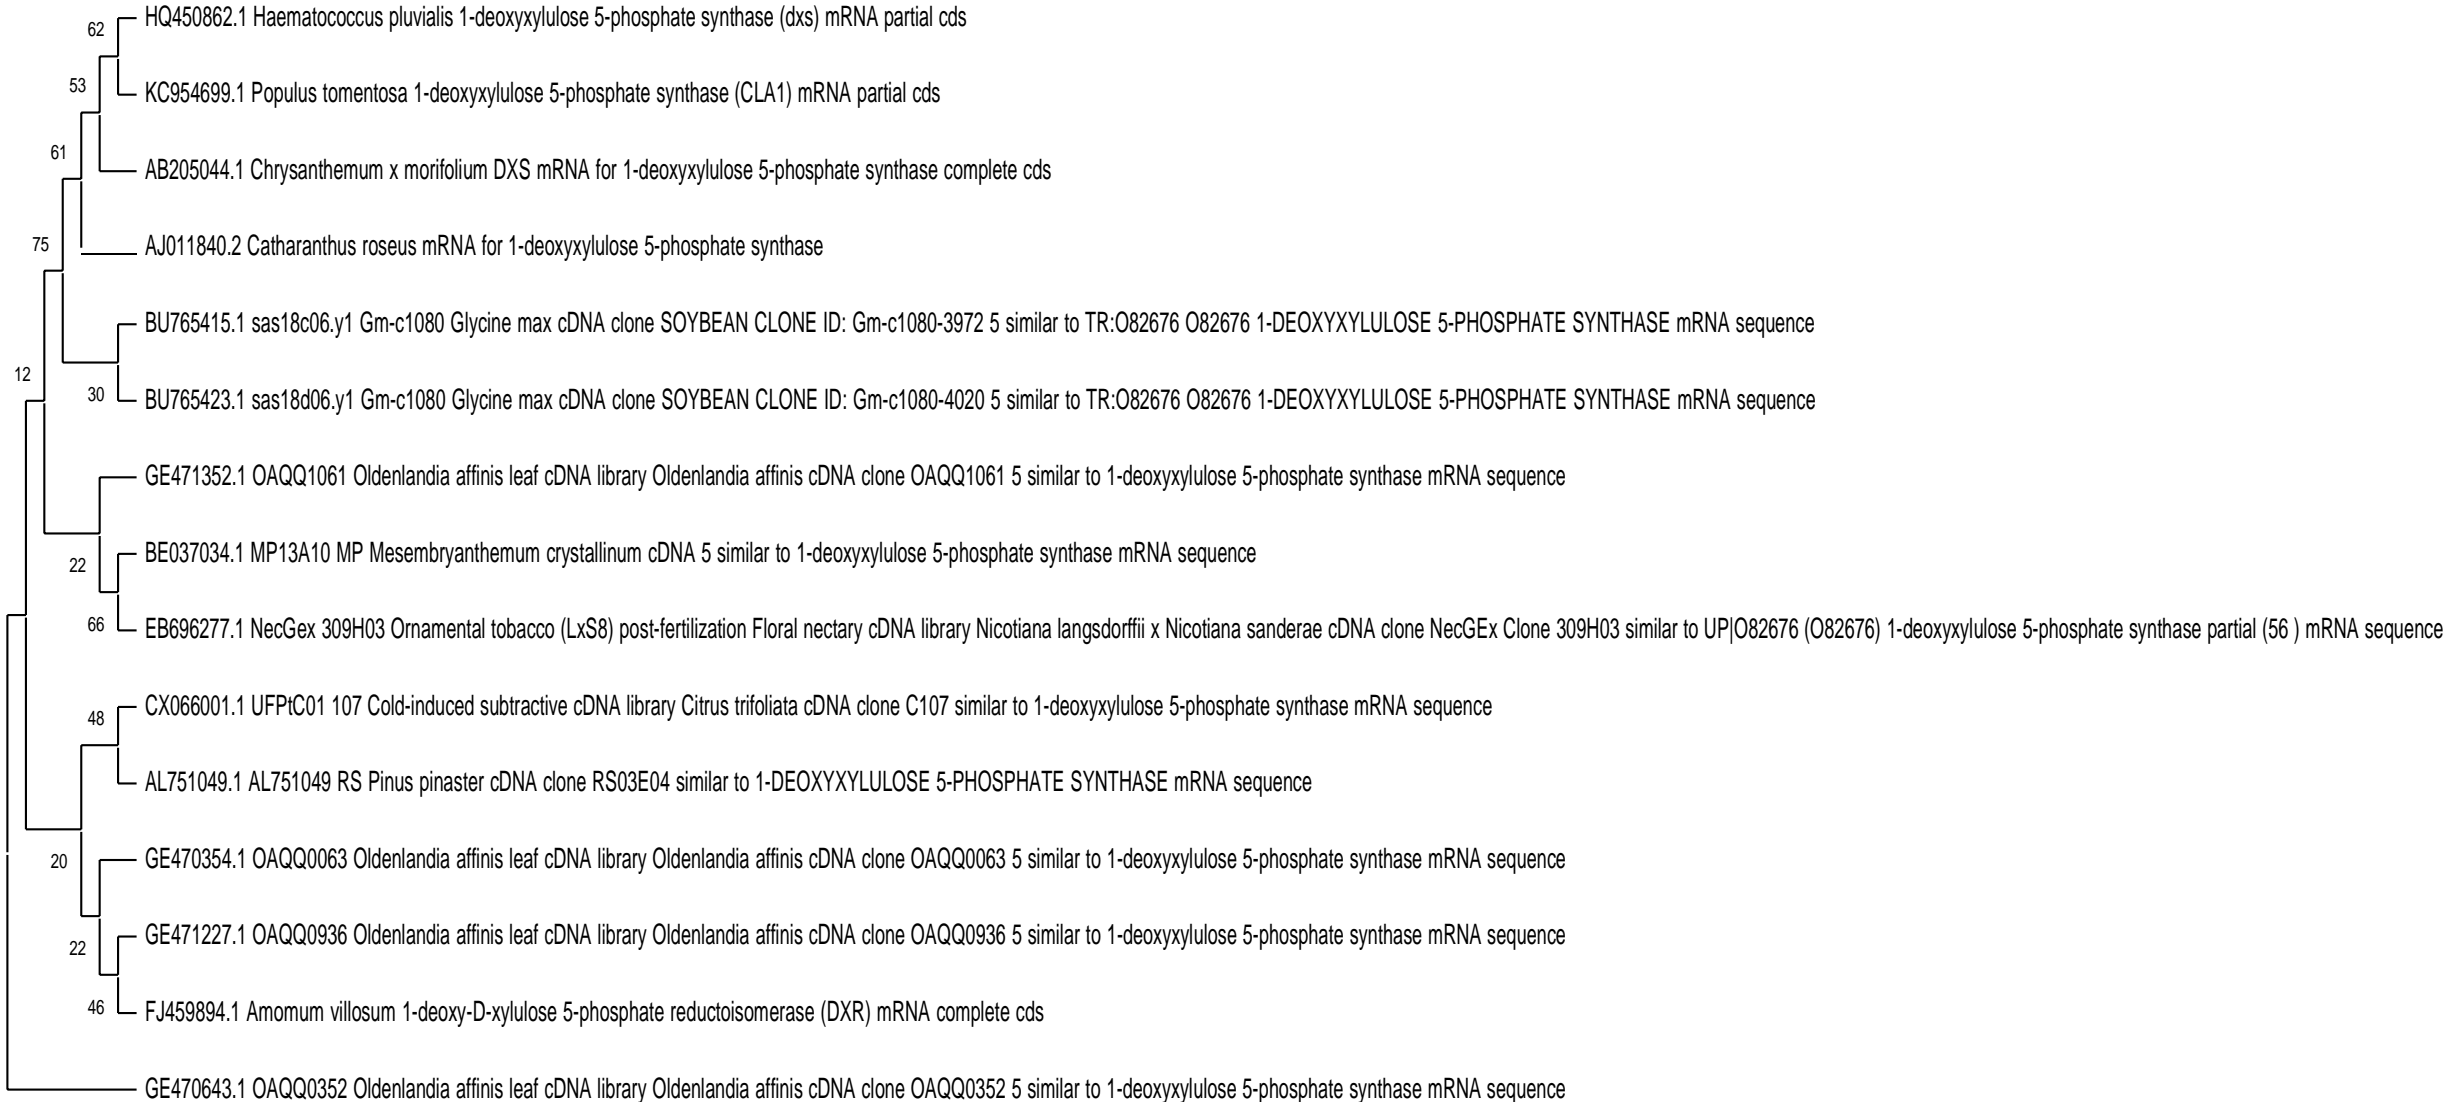 62
HQ450862.1 Haematococcus pluvialis 1-deoxyxylulose 5-phosphate synthase (dxs) mRNA partial cds
53
KC954699.1 Populus tomentosa 1-deoxyxylulose 5-phosphate synthase (CLA1) mRNA partial cds
61
AB205044.1 Chrysanthemum x morifolium DXS mRNA for 1-deoxyxylulose 5-phosphate synthase complete cds
75
AJ011840.2 Catharanthus roseus mRNA for 1-deoxyxylulose 5-phosphate synthase
BU765415.1 sas18c06.y1 Gm-c1080 Glycine max cDNA clone SOYBEAN CLONE ID: Gm-c1080-3972 5 similar to TR:O82676 O82676 1-DEOXYXYLULOSE 5-PHOSPHATE SYNTHASE mRNA sequence
12
30
BU765423.1 sas18d06.y1 Gm-c1080 Glycine max cDNA clone SOYBEAN CLONE ID: Gm-c1080-4020 5 similar to TR:O82676 O82676 1-DEOXYXYLULOSE 5-PHOSPHATE SYNTHASE mRNA sequence
GE471352.1 OAQQ1061 Oldenlandia affinis leaf cDNA library Oldenlandia affinis cDNA clone OAQQ1061 5 similar to 1-deoxyxylulose 5-phosphate synthase mRNA sequence
BE037034.1 MP13A10 MP Mesembryanthemum crystallinum cDNA 5 similar to 1-deoxyxylulose 5-phosphate synthase mRNA sequence
22
66
EB696277.1 NecGex 309H03 Ornamental tobacco (LxS8) post-fertilization Floral nectary cDNA library Nicotiana langsdorffii x Nicotiana sanderae cDNA clone NecGEx Clone 309H03 similar to UP|O82676 (O82676) 1-deoxyxylulose 5-phosphate synthase partial (56 ) mRNA sequence
48
CX066001.1 UFPtC01 107 Cold-induced subtractive cDNA library Citrus trifoliata cDNA clone C107 similar to 1-deoxyxylulose 5-phosphate synthase mRNA sequence
AL751049.1 AL751049 RS Pinus pinaster cDNA clone RS03E04 similar to 1-DEOXYXYLULOSE 5-PHOSPHATE SYNTHASE mRNA sequence
20
GE470354.1 OAQQ0063 Oldenlandia affinis leaf cDNA library Oldenlandia affinis cDNA clone OAQQ0063 5 similar to 1-deoxyxylulose 5-phosphate synthase mRNA sequence
22
GE471227.1 OAQQ0936 Oldenlandia affinis leaf cDNA library Oldenlandia affinis cDNA clone OAQQ0936 5 similar to 1-deoxyxylulose 5-phosphate synthase mRNA sequence
46
FJ459894.1 Amomum villosum 1-deoxy-D-xylulose 5-phosphate reductoisomerase (DXR) mRNA complete cds
GE470643.1 OAQQ0352 Oldenlandia affinis leaf cDNA library Oldenlandia affinis cDNA clone OAQQ0352 5 similar to 1-deoxyxylulose 5-phosphate synthase mRNA sequence